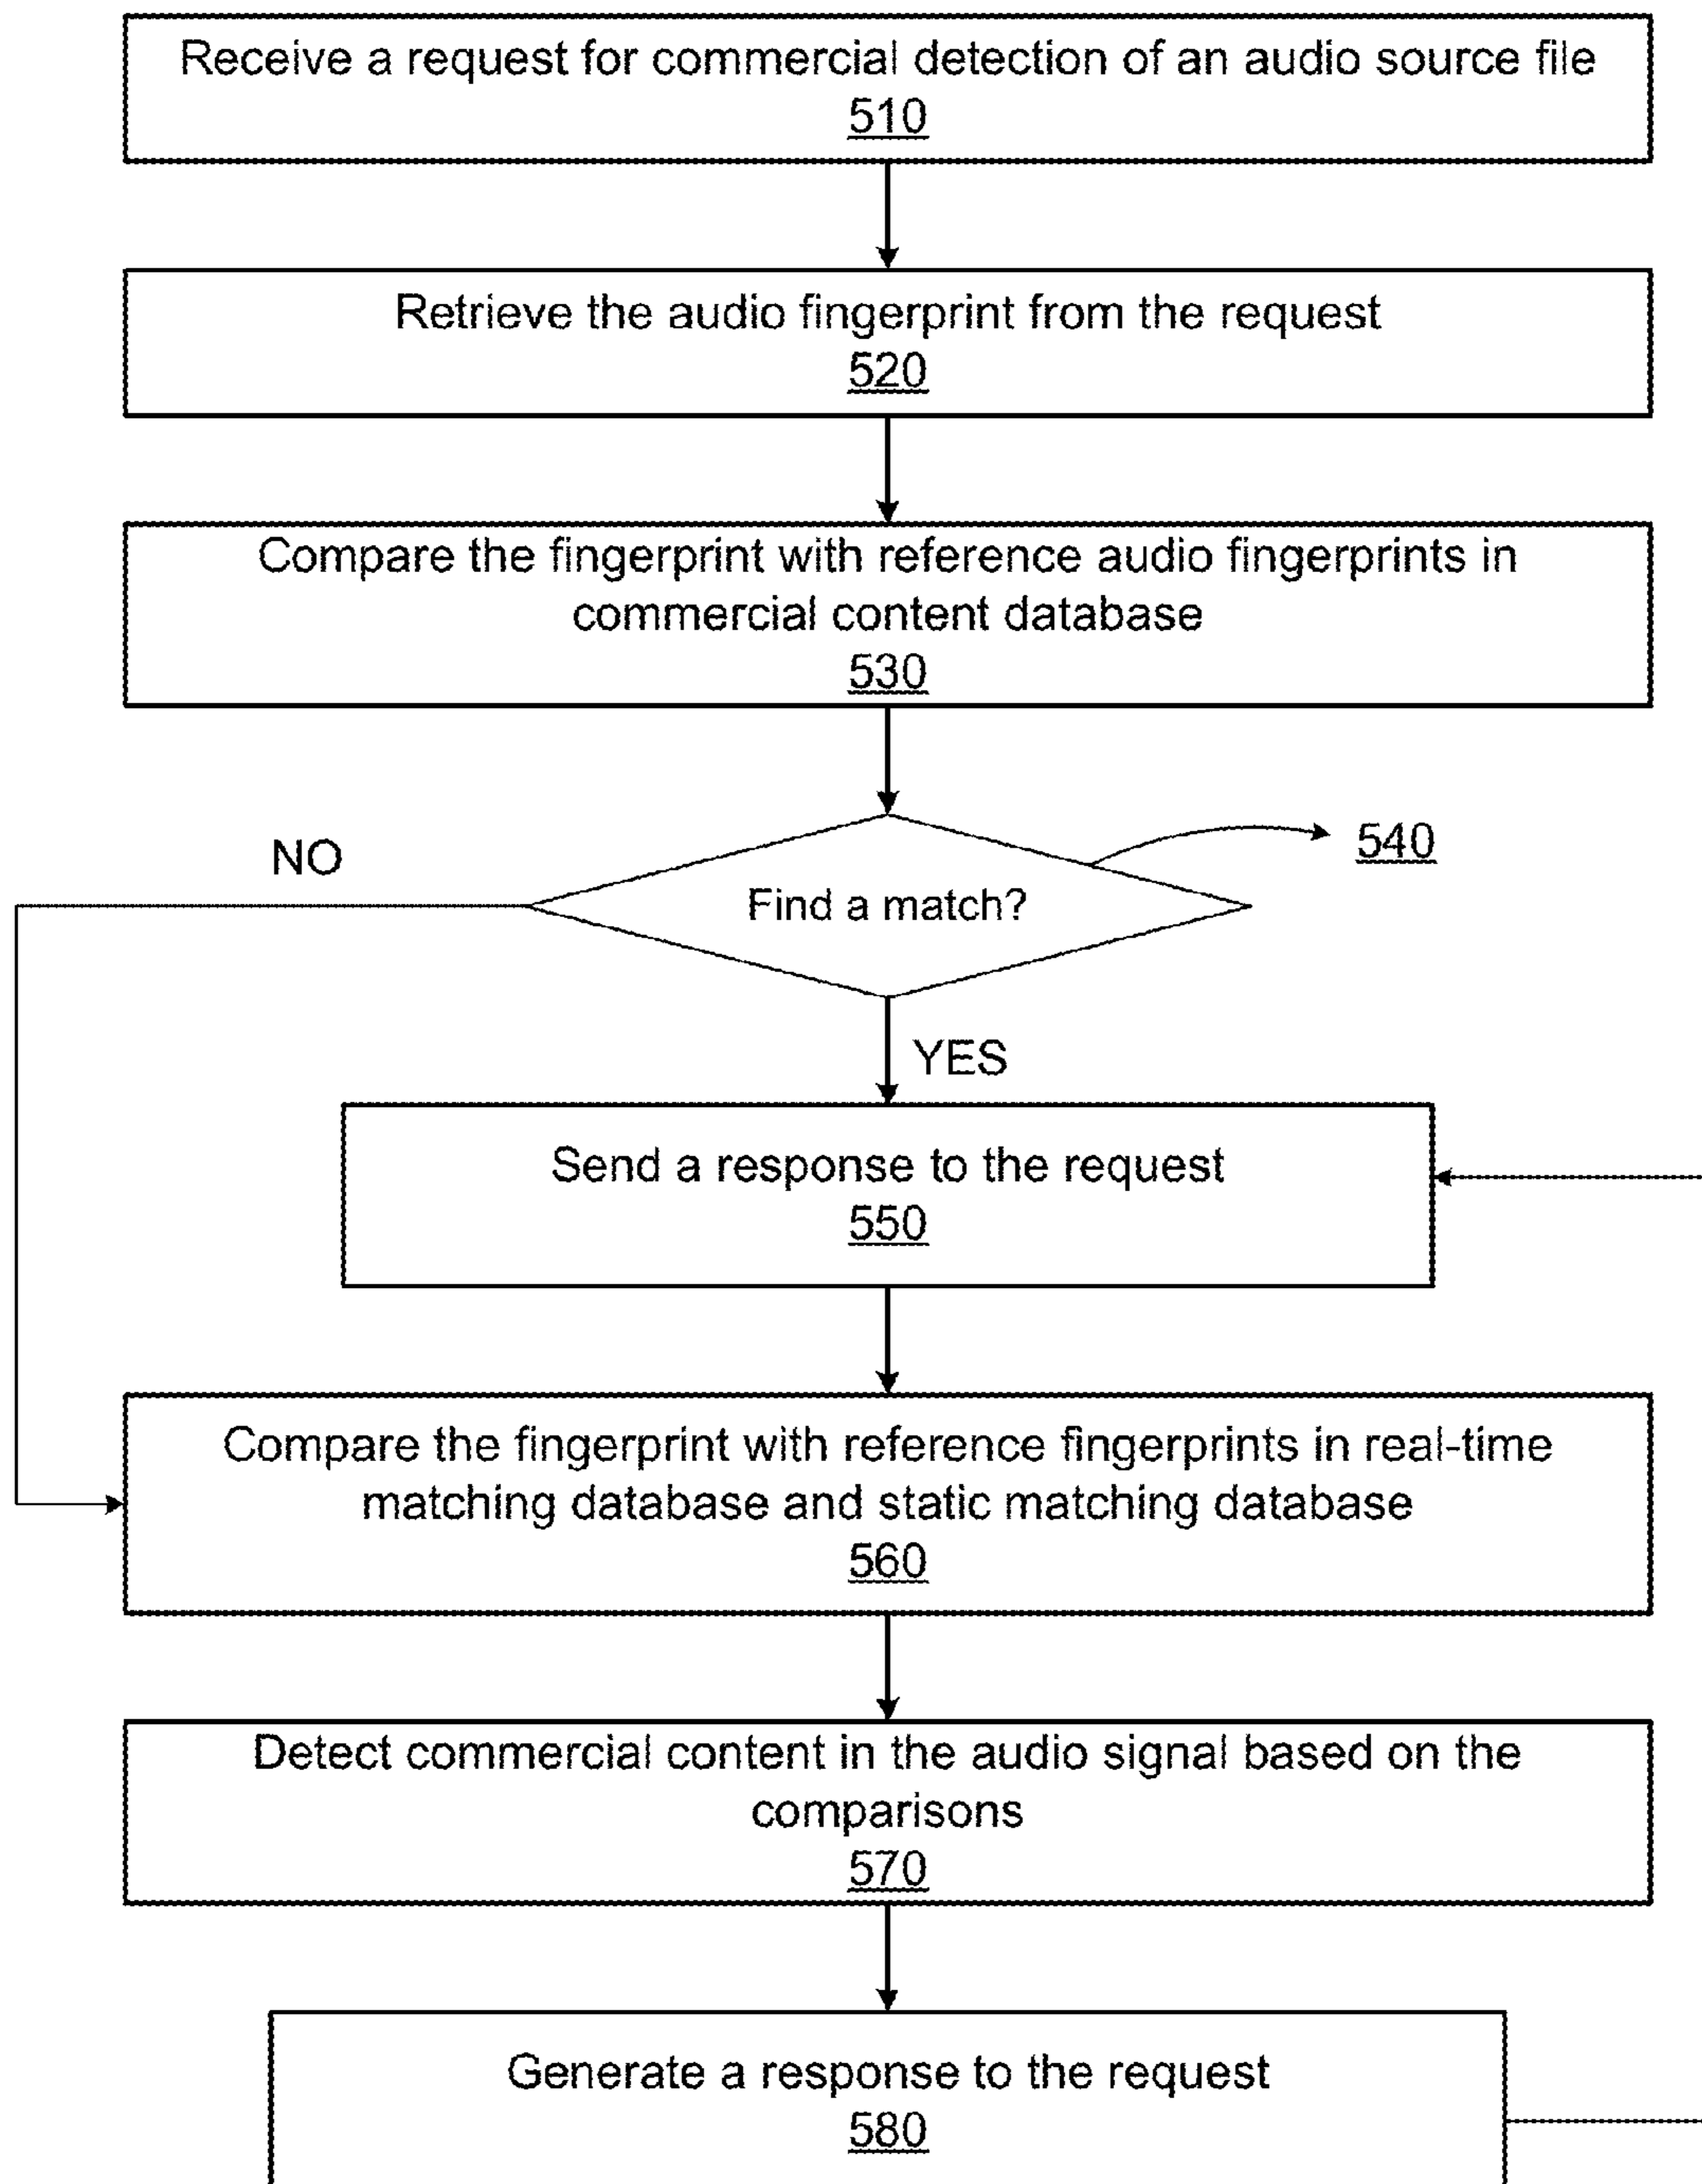 Receive a request for commercial detection of an audio source file
510
Retrieve the audio fingerprint from the request
520
Compare the fingerprint with reference audio fingerprints in
commercial content database
530
540
NO
Find a match?
YES
Send a response to the request
550
Compare the fingerprint with reference fingerprints in real-time
matching database and static matching database
560
Detect commercial content in the audio signal based on the
comparisons
570
Generate a response to the request
580